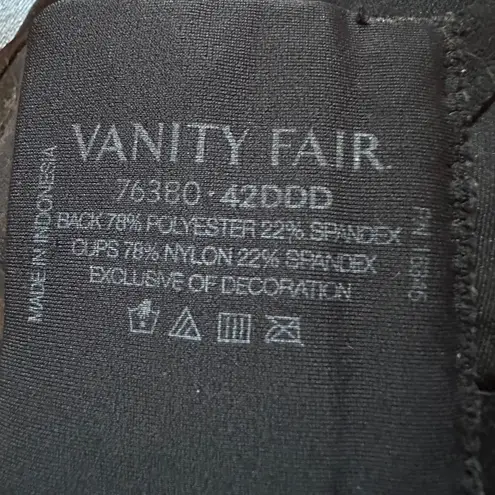 VANITY FAIR.
76380 · 42DDD
BACK 78% POLYESTER 22% SPANDEX
CUPS 78% NYLON 22% SPANDEX
EXCLUSIVE OF DECORATION
MADE IN INDONESIA